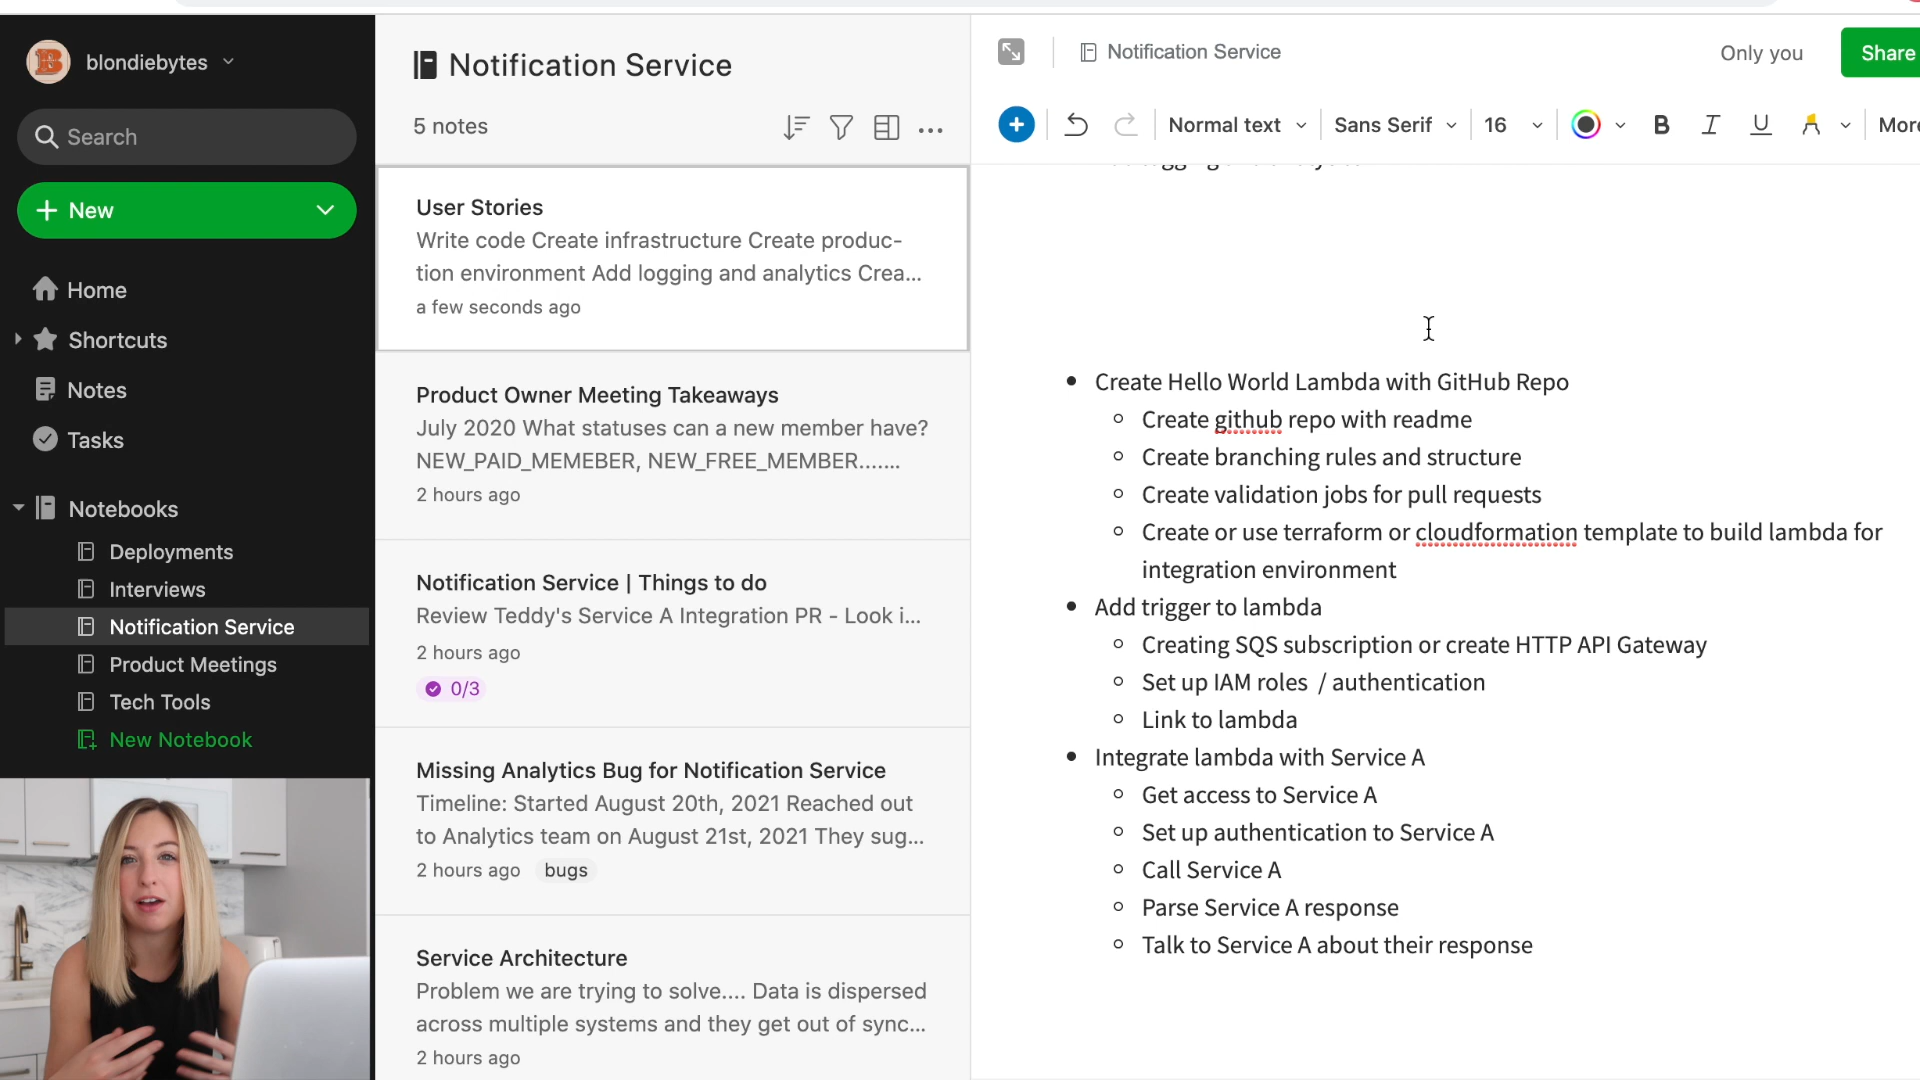 blondiebytes
Search
New
Home
Shortcuts
Notes
Tasks
Notebooks
Deployments
Interviews
Notification Service
Product Meetings
Tech Tools
New Notebook
Notification Service
5 notes
User Stories
Write code Create infrastructure Create produc-
tion environment Add logging and analytics Crea...
a few seconds ago
Product Owner Meeting Takeaways
July 2020 What statuses can a new member have?
NEW_PAID_MEMEBER, NEW_FREE_MEMBER.......
2 hours ago
Notification Service | Things to do
Review Teddy's Service A Integration PR - Look i...
2 hours ago
0/3
Missing Analytics Bug for Notification Service
Timeline: Started August 20th, 2021 Reached out
to Analytics team on August 21st, 2021 They sug...
2 hours ago bugs
Service Architecture
Problem we are trying to solve.... Data is dispersed
across multiple systems and they get out of sync...
2 hours ago
Notification Service
Only you
Share
Normal text
Sans Serif
16
B I U A
More
Create Hello World Lambda with GitHub Repo
Create github repo with readme
Create branching rules and structure
Create validation jobs for pull requests
Create or use terraform or cloudformation template to build lambda for
integration environment
Add trigger to lambda
Creating SQS subscription or create HTTP API Gateway
Set up IAM roles / authentication
Link to lambda
Integrate lambda with Service A
Get access to Service A
Set up authentication to Service A
Call Service A
Parse Service A response
Talk to Service A about their response